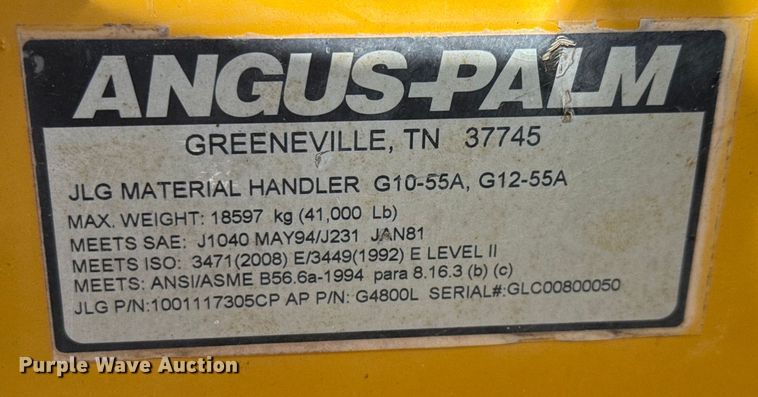 ANGUS-PALM
GREENEVILLE, TN 37745
JLG MATERIAL HANDLER G10-55A, G12-55A
MAX. WEIGHT: 18597 kg (41,000 Lb)
MEETS SAE: J1040 MAY94/J231 JAN81
MEETS ISO: 3471(2008) E/3449(1992) E LEVEL II
MEETS: ANSI/ASME B56.6a-1994 para 8.16.3 (b) (c)
JLG P/N:1001117305CP AP P/N: G4800L SERIAL#:GLC00800050
Purple Wave Auction